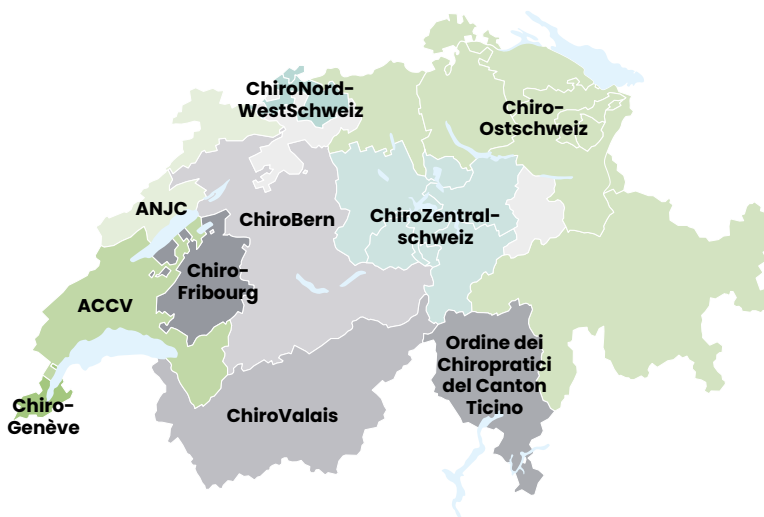 ChiroNord-
WestSchweiz
Chiro-
Ostschweiz
ANJC
ChiroBern
ChiroZentral-
schweiz
Chiro-
Fribourg
ACCV
Ordine dei
Chiropratici
del Canton
Ticino
Chiro-
Genève
ChiroValais